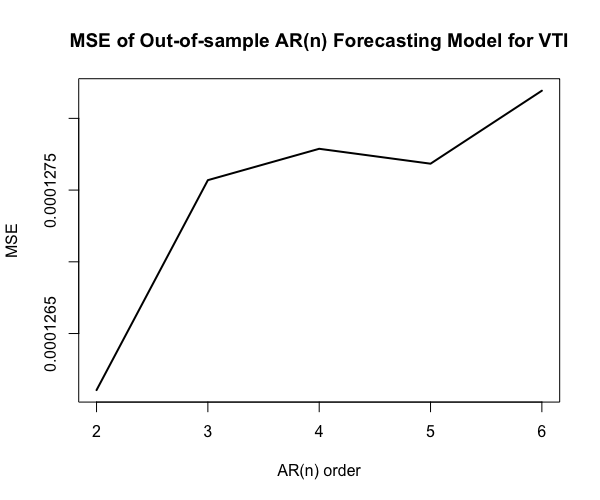 MSE of Out-of-sample AR(n) Forecasting Model for VTI
MSE
0.0001275
0.0001265
2 3 4 5 6
AR(n) order